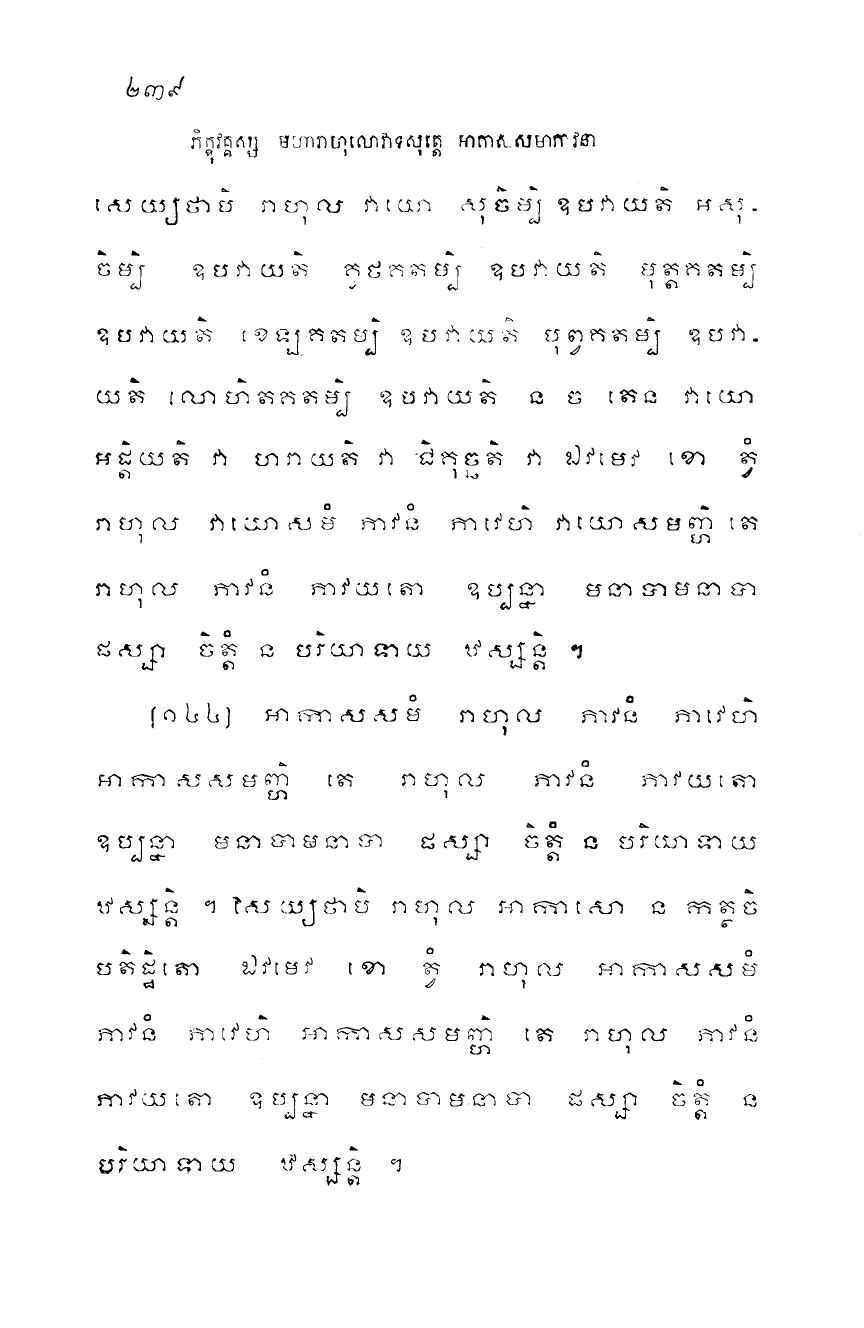 ២៣៩
ភិក្ខុវគ្គស្ស មហារាហុលោវាទសុត្តេ អាកាសសមាភាវនា
សេយ្យថាបិ រាហុល វាយោ សុចិម្បិ ឧបវាយតិ អសុ-
ចិម្បិ ឧបវាយតិ គូថគតម្បិ ឧបវាយតិ មុត្តគតម្បិ
ឧបវាយតិ ខេឡគតម្បិ ឧបវាយតិ បុព្វគតម្បិ ឧបវា-
យតិ លោហិតគតម្បិ ឧបវាយតិ ន ច តេន វាយោ
អដ្ដិយតិ វា ហរាយតិ វា ជិគុច្ឆតិ វា ឯវមេវ ខោ ត្វំ
រាហុល វាយោសមំ ភាវនំ ភាវេហិ វាយោសមញ្ហិ តេ
រាហុល ភាវនំ ភាវយតោ ឧប្បន្នា មនាបាមនាបា
ផស្សា ចិត្តំ ន បរិយាទាយ ឋស្សន្តិ ។
(១៤៤) អាកាសសមំ រាហុល ភាវនំ ភាវេហិ
អាកាសសមញ្ហិ តេ រាហុល ភាវនំ ភាវយតោ
ឧប្បន្នា មនាបាមនាបា ផស្សា ចិត្តំ ន បរិយាទាយ
ឋស្សន្តិ ។ សេយ្យថាបិ រាហុល អាកាសោ ន កត្ថចិ
បតិដ្ឋិតោ ឯវមេវ ខោ ត្វំ រាហុល អាកាសសមំ
ភាវនំ ភាវេហិ អាកាសសមញ្ហិ តេ រាហុល ភាវនំ
ភាវយតោ ឧប្បន្នា មនាបាមនាបា ផស្សា ចិត្តំ ន
បរិយាទាយ ឋស្សន្តិ ។